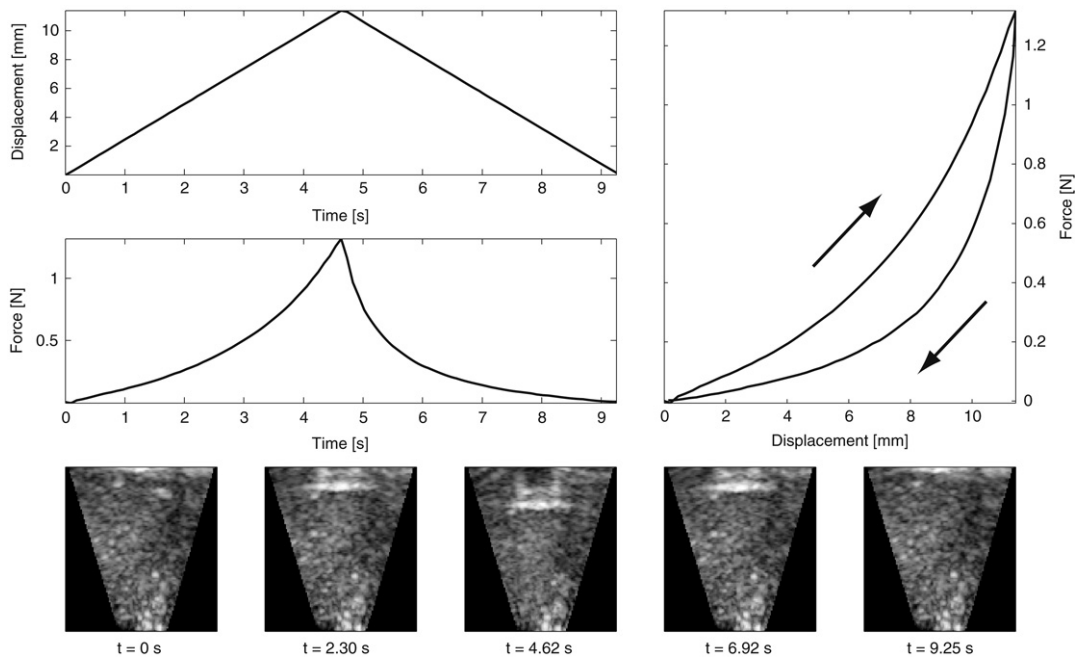 Displacement [mm]
10
8
6
4
2
0 1 2 3 4 5 6 7 8 9
Time [s]
Force [N]
1
0.5
0 1 2 3 4 5 6 7 8 9
Time [s]
1.2
1
0.8
0.6
0.4
0.2
0
Force [N]
0 2 4 6 8 10
Displacement [mm]
t = 0 s
t = 2.30 s
t = 4.62 s
t = 6.92 s
t = 9.25 s